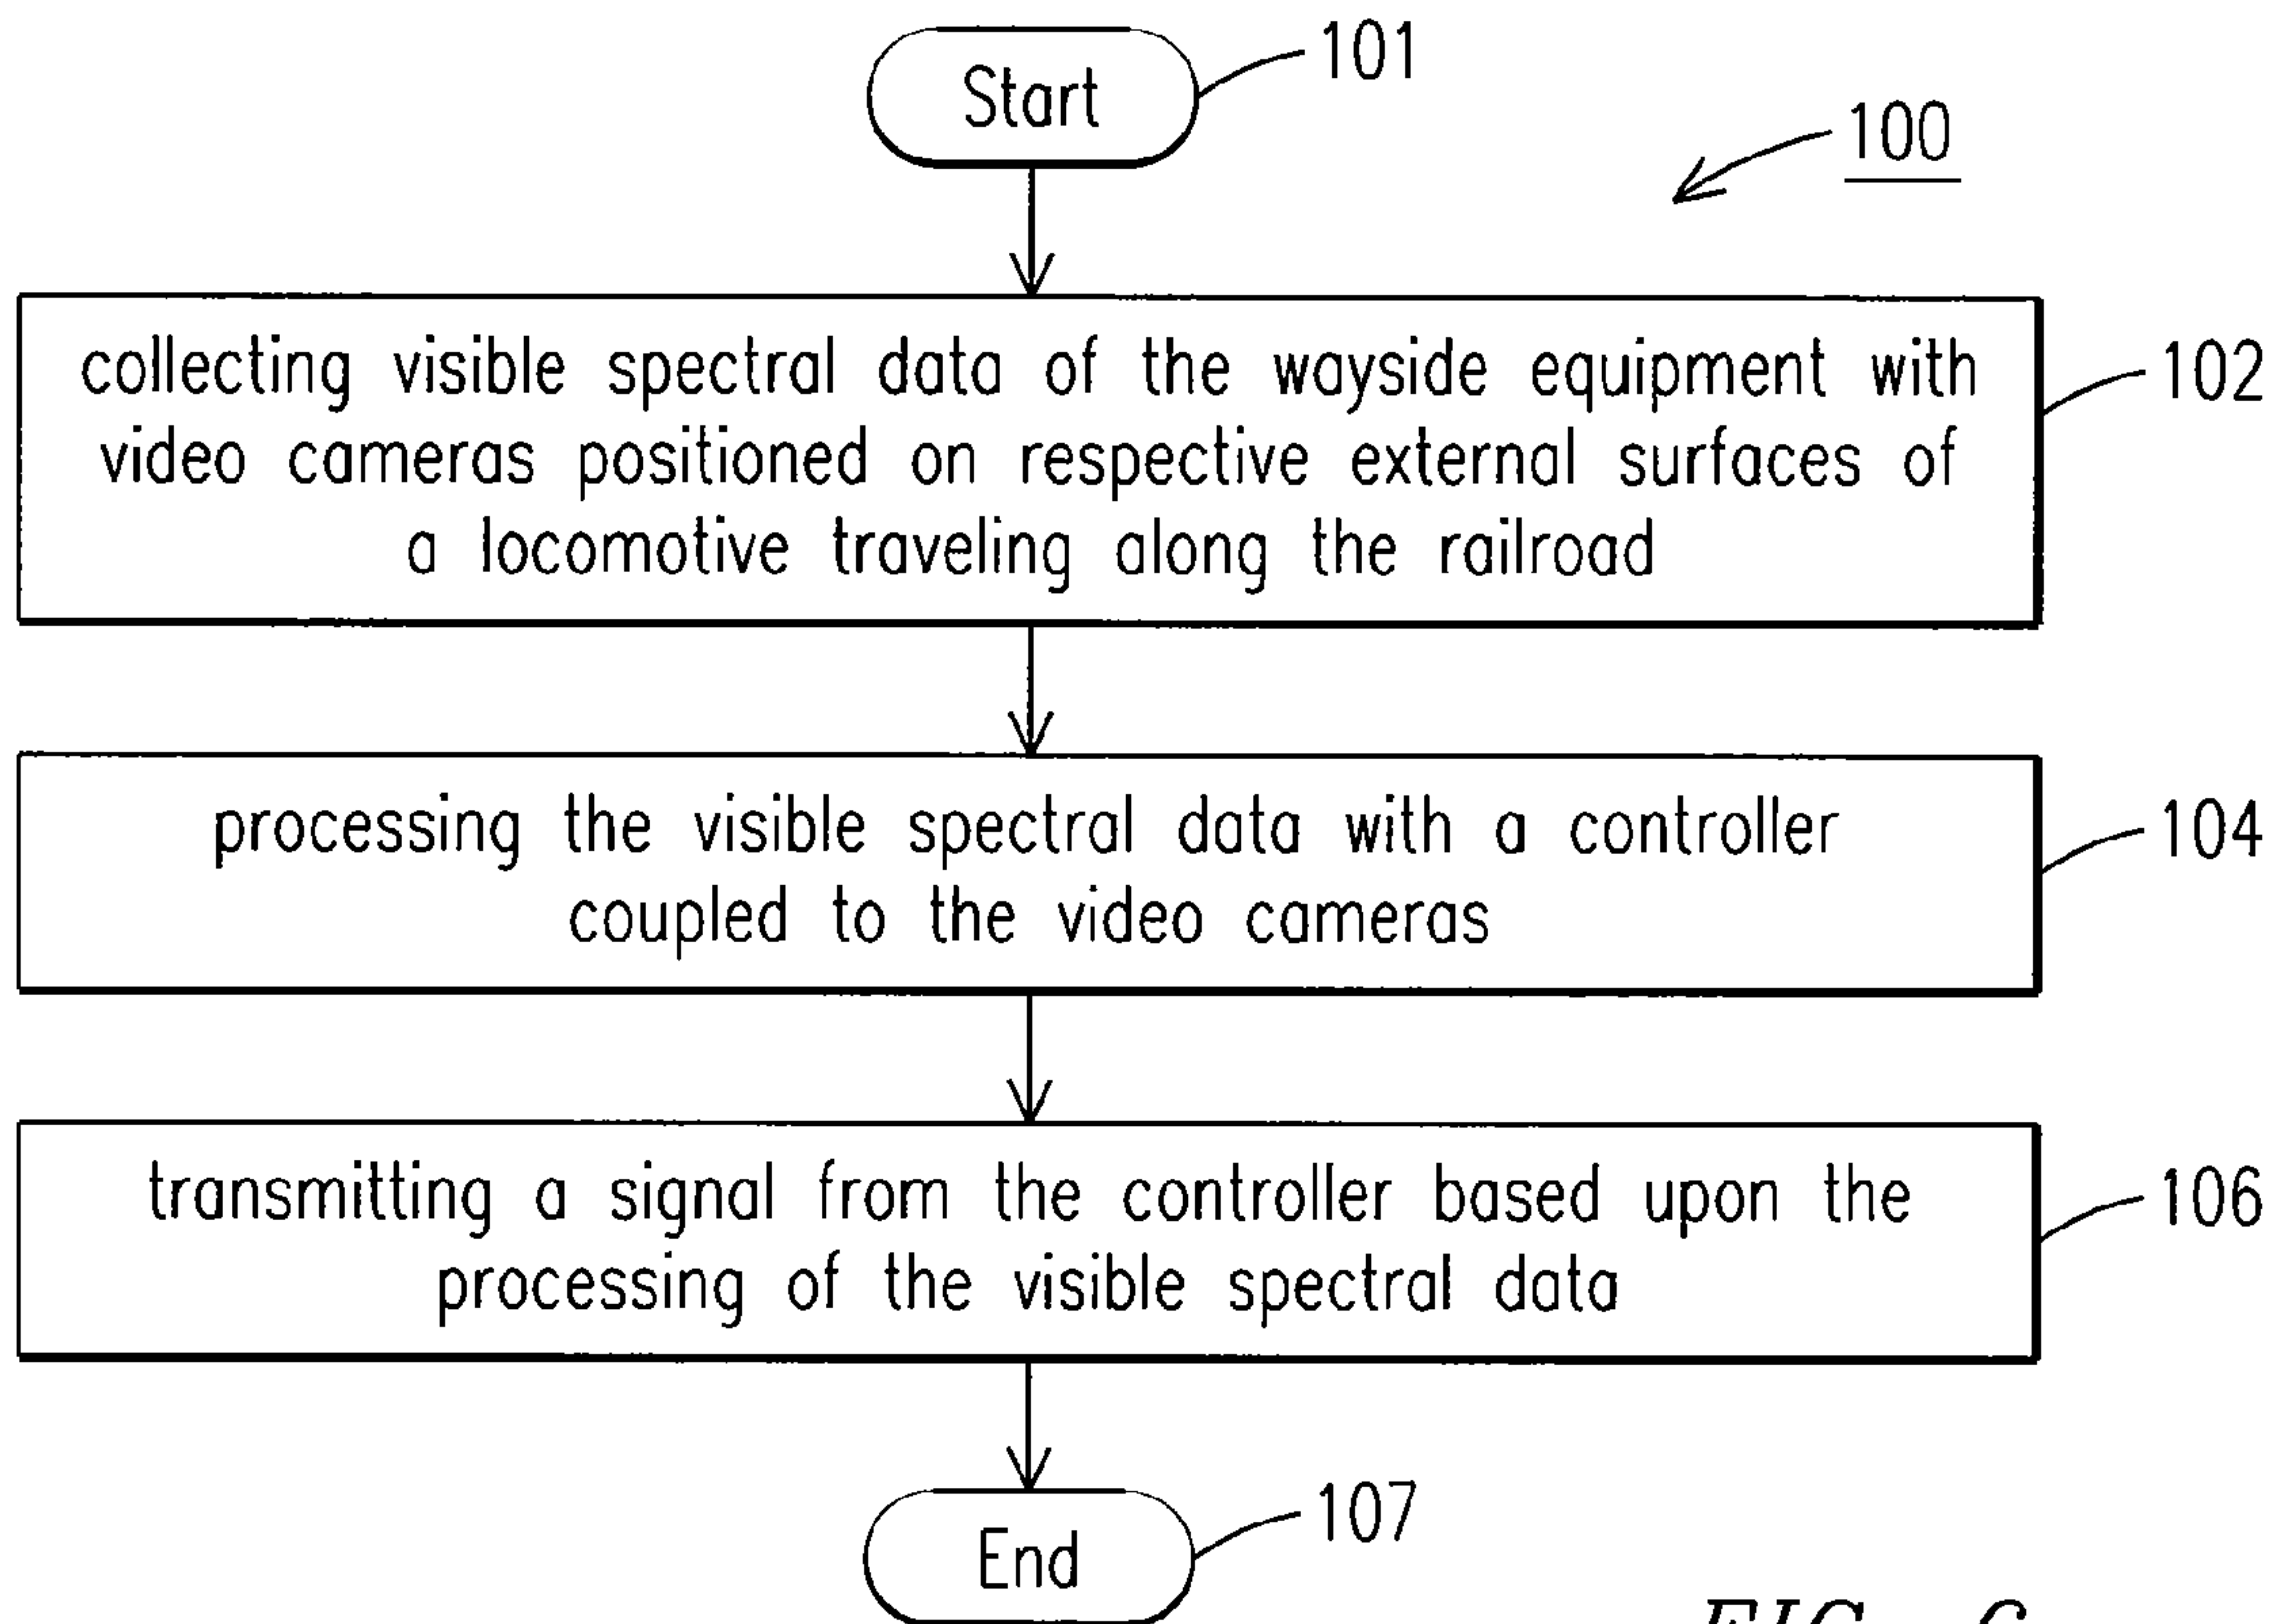 Start
101
100
collecting visible spectral data of the wayside equipment with
video cameras positioned on respective external surfaces of
a locomotive traveling along the railroad
102
processing the visible spectral data with a controller
coupled to the video cameras
104
transmitting a signal from the controller based upon the
processing of the visible spectral data
106
End
107
FIG. 6